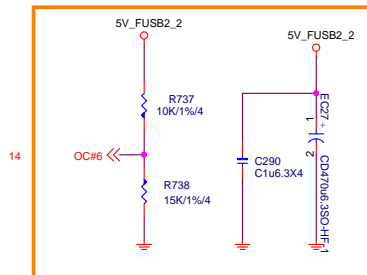 5V_FUSB2_2
5V_FUSB2_2
R737
10K/1%/4
EC27
+
1
14
OC#6
C290
C1u6.3X4
2
R738
15K/1%/4
CD470u6.3SO-HF-1